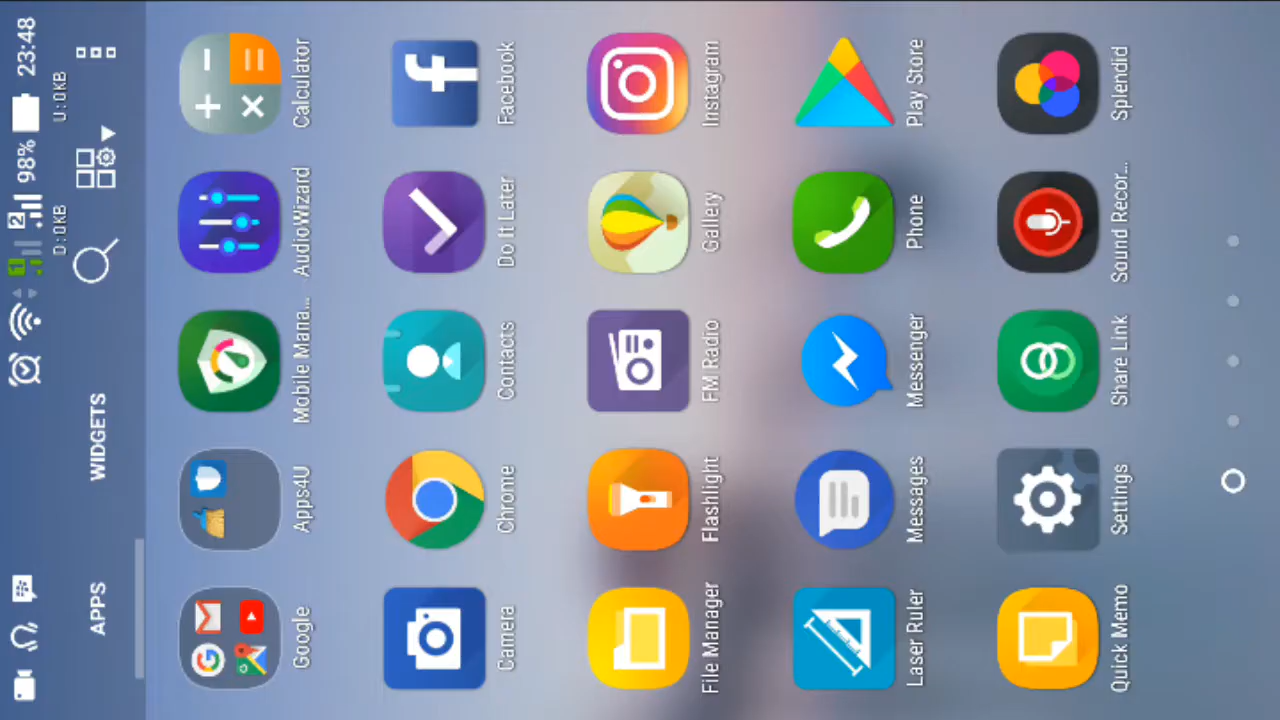 2 98% 23:48
D:0KB U:0KB
APPS WIDGETS
Google Apps4U Mobile Mana... AudioWizard Calculator
Camera Chrome Contacts Do It Later Facebook
File Manager Flashlight FM Radio Gallery Instagram
Laser Ruler Messages Messenger Phone Play Store
Quick Memo Settings Share Link Sound Recor... Splendid